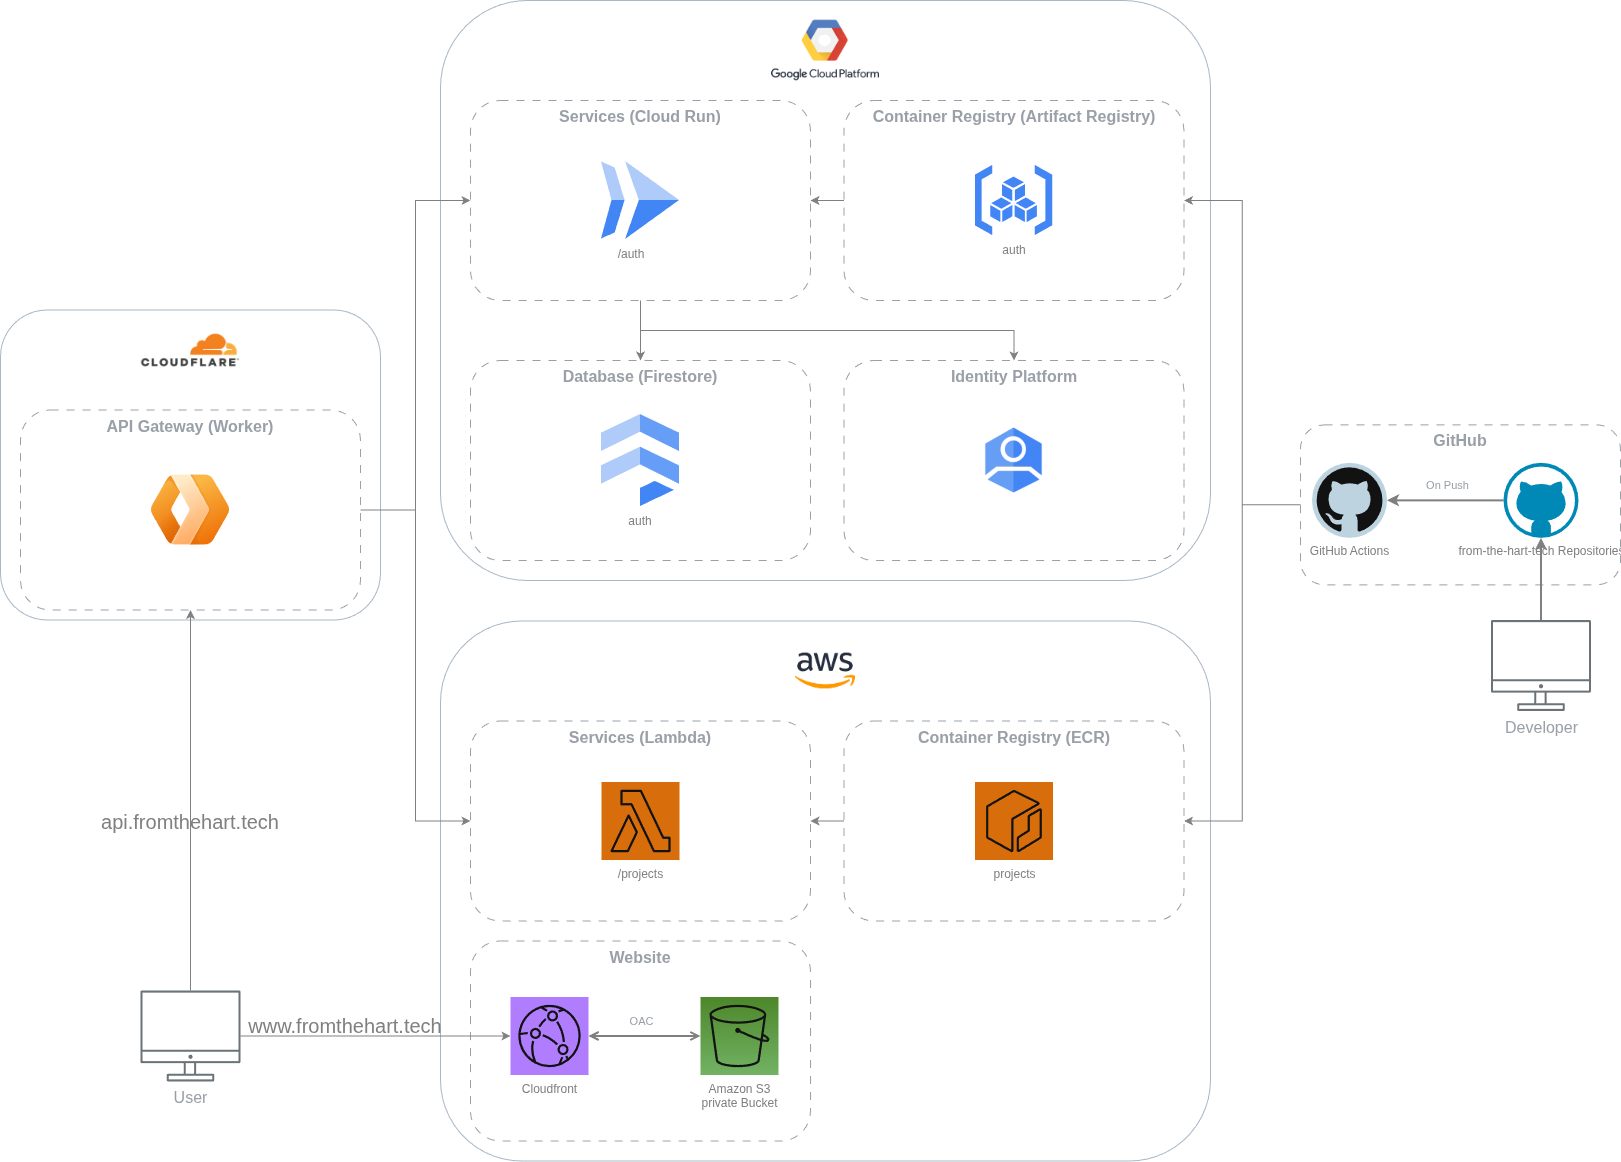 Google Cloud Platform
Services (Cloud Run)
/auth
Container Registry (Artifact Registry)
auth
Database (Firestore)
auth
Identity Platform
CLOUDFLARE
API Gateway (Worker)
GitHub
On Push
GitHub Actions
from-the-hart-tech Repositories
Developer
aws
Services (Lambda)
/projects
Container Registry (ECR)
projects
api.fromthehart.tech
Website
www.fromthehart.tech
OAC
Cloudfront
Amazon S3
private Bucket
User